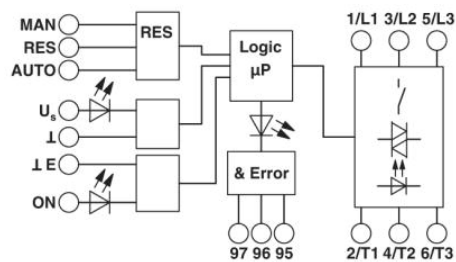 MAN
RES
AUTO
RES
Us
⊥
⊥ E
ON
Logic
µP
& Error
97 96 95
1/L1 3/L2 5/L3
2/T1 4/T2 6/T3